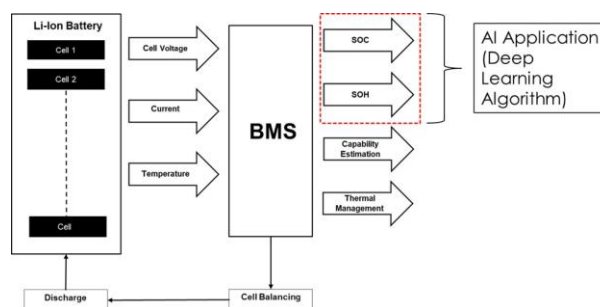 Li-Ion Battery
Cell 1
Cell 2
Cell
Cell Voltage
Current
Temperature
BMS
SOC
SOH
Capability
Estimation
Thermal
Management
AI Application
(Deep
Learning
Algorithm)
Discharge
Cell Balancing